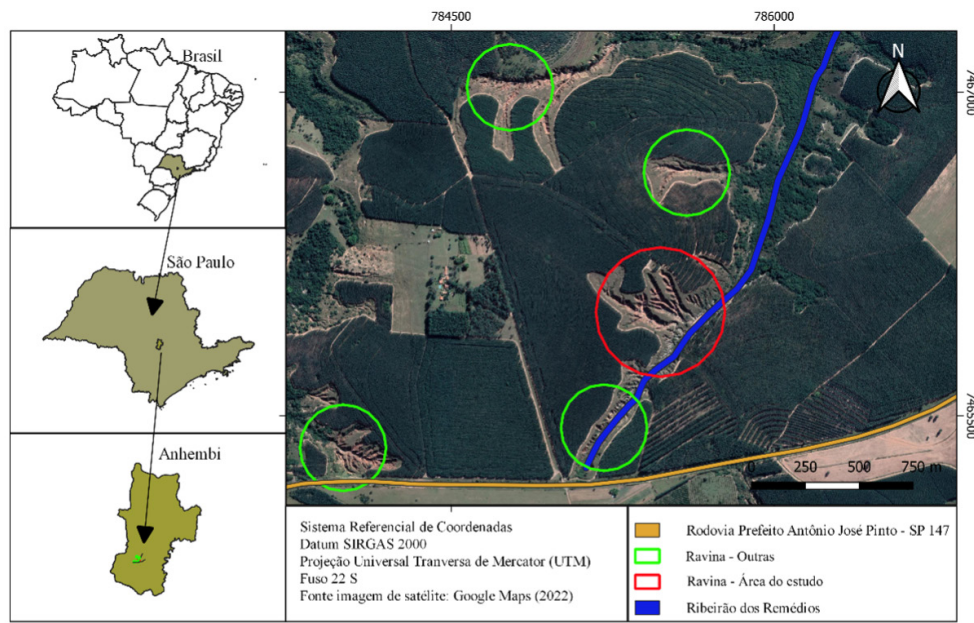 784500
786000
Brasil
São Paulo
Anhembi
N
7467000
7465500
0 250 500 750 m
Sistema Referencial de Coordenadas
Datum SIRGAS 2000
Projeção Universal Tranversa de Mercator (UTM)
Fuso 22 S
Fonte imagem de satélite: Google Maps (2022)
Rodovia Prefeito Antônio José Pinto - SP 147
Ravina - Outras
Ravina - Área do estudo
Ribeirão dos Remédios